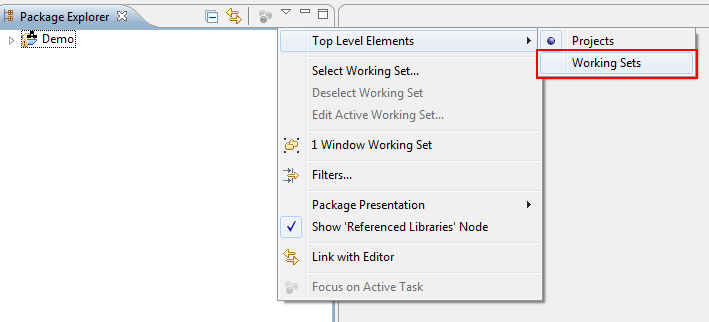 Package Explorer
Demo
Top Level Elements
Projects
Working Sets
Select Working Set...
Deselect Working Set
Edit Active Working Set...
1 Window Working Set
Filters...
Package Presentation
Show 'Referenced Libraries' Node
Link with Editor
Focus on Active Task